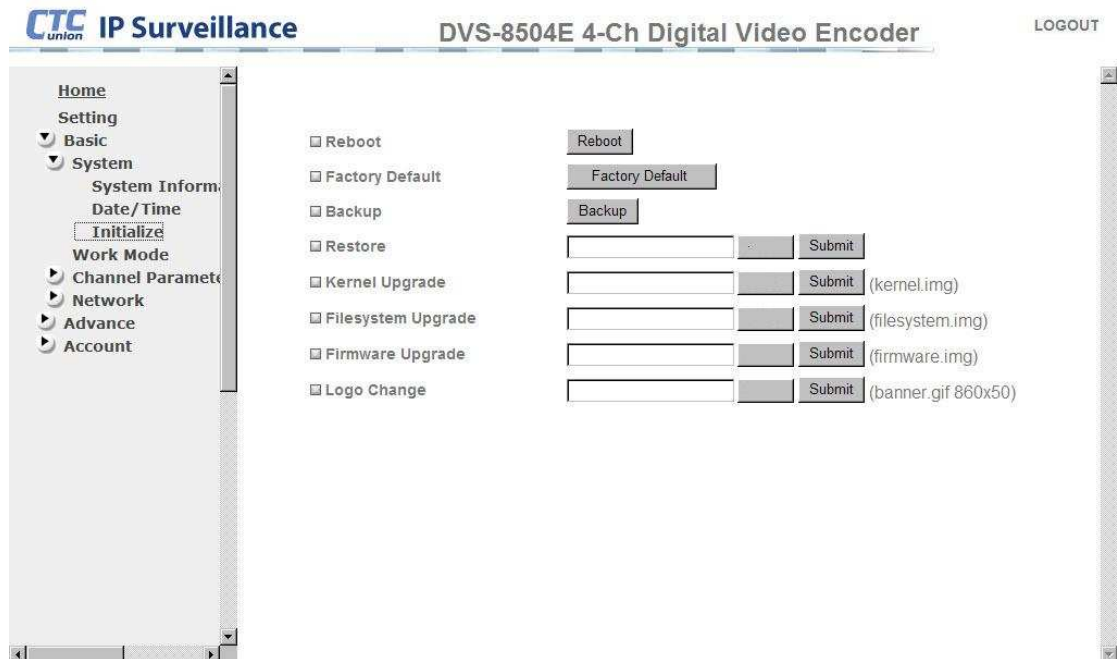 CTC union IP Surveillance
DVS-8504E 4-Ch Digital Video Encoder
LOGOUT
Home
Setting
Basic
System
System Informa
Date/Time
Initialize
Work Mode
Channel Paramete
Network
Advance
Account
Reboot Reboot
Factory Default Factory Default
Backup Backup
Restore Submit
Kernel Upgrade Submit (kernel.img)
Filesystem Upgrade Submit (filesystem.img)
Firmware Upgrade Submit (firmware.img)
Logo Change Submit (banner.gif 860x50)